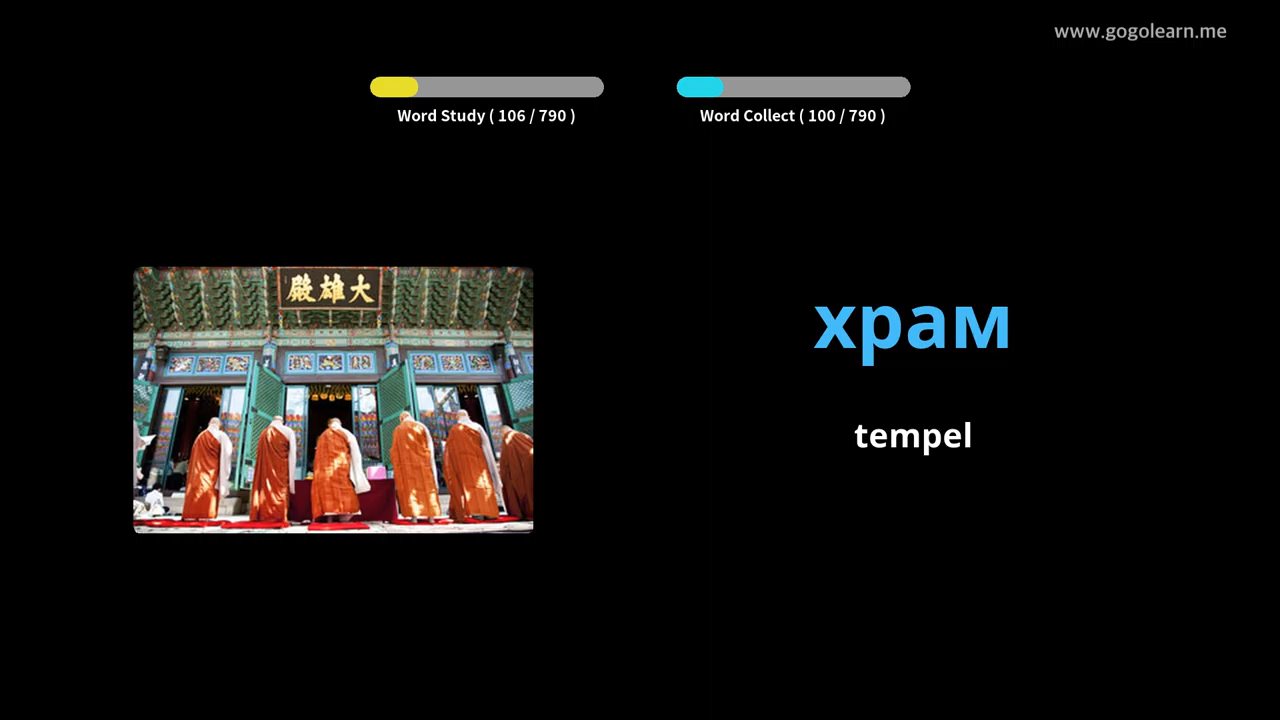 www.gogolearn.me
Word Study ( 106 / 790 )
Word Collect ( 100 / 790 )
殿雄大
храм
tempel